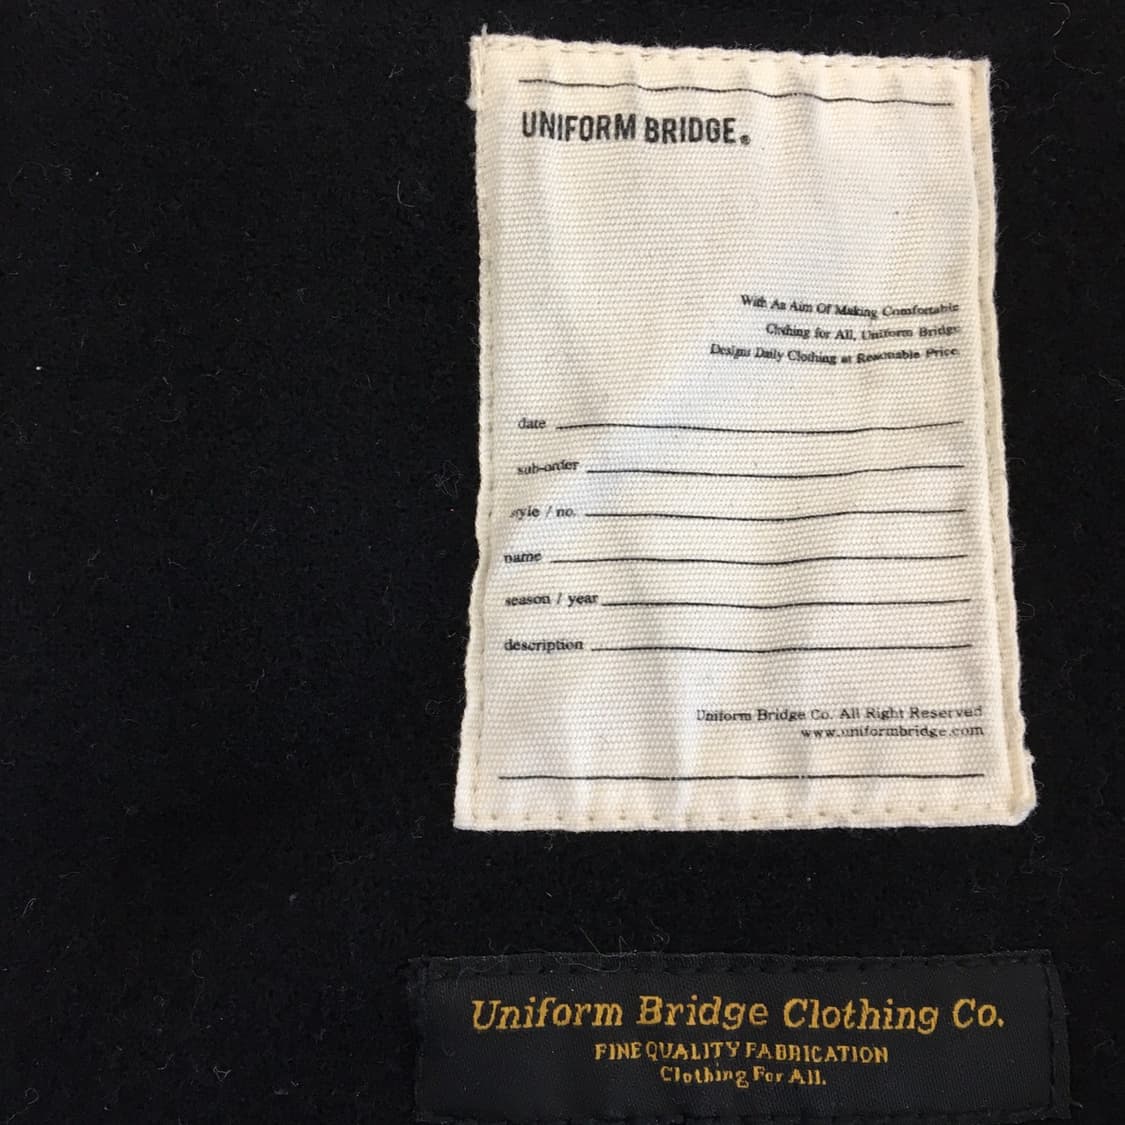 UNIFORM BRIDGE®
With An Aim Of Making Comfortable
Clothing for All, Uniform Bridge
Designs Daily Clothing at Reasonable Price.
date
sub-order
style / no.
name
season / year
description
Uniform Bridge Co. All Right Reserved
www.uniformbridge.com
Uniform Bridge Clothing Co.
FINE QUALITY FABRICATION
Clothing For All.